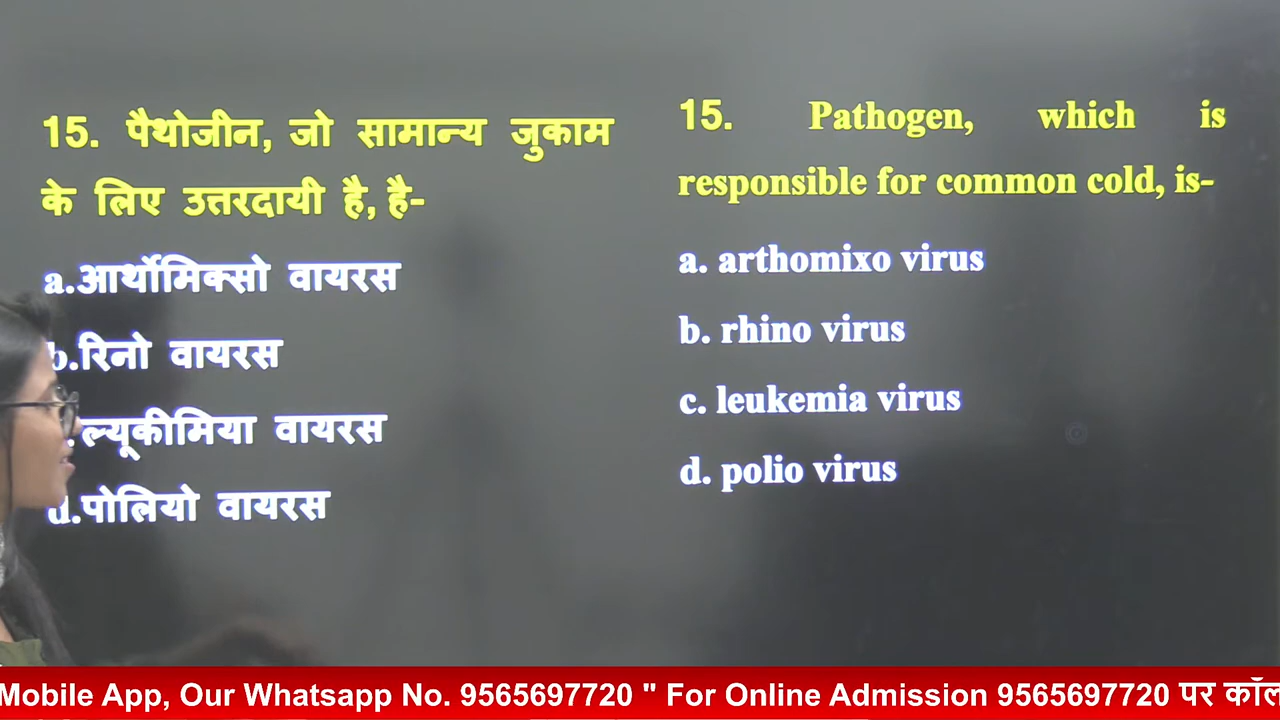 15. पैथोजीन, जो सामान्य जुकाम
के लिए उत्तरदायी है, है-
a.आर्थोमिक्सो वायरस
b.रिनो वायरस
.ल्यूकीमिया वायरस
d.पोलियो वायरस
15. Pathogen, which is
responsible for common cold, is-
a. arthomixo virus
b. rhino virus
c. leukemia virus
d. polio virus
Mobile App, Our Whatsapp No. 9565697720 " For Online Admission 9565697720 पर कॉल